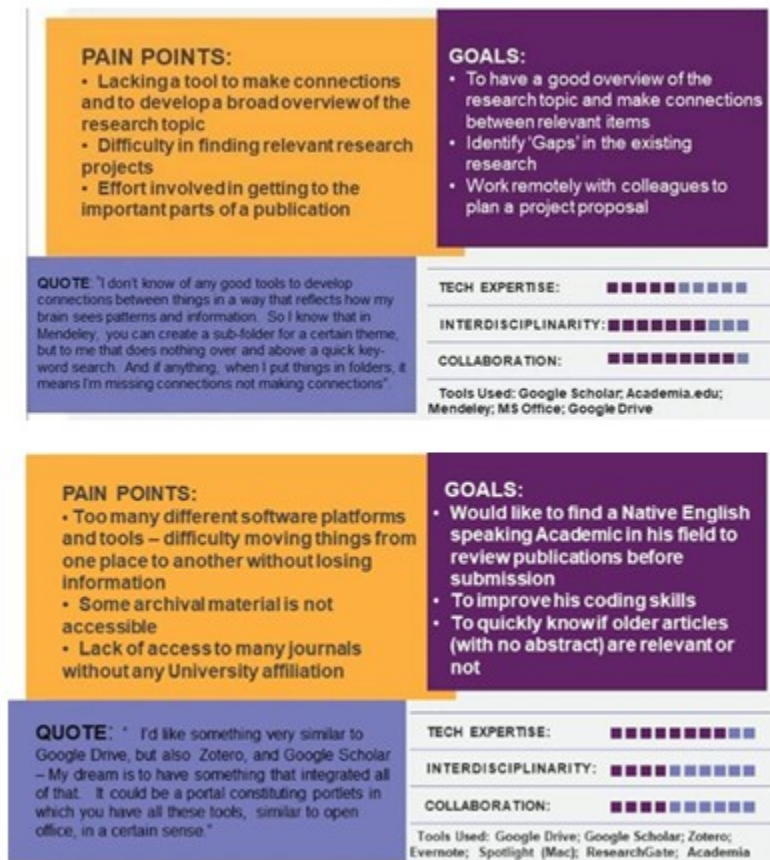 PAIN POINTS:
• Lacking a tool to make connections
and to develop a broad overview of the
research topic
• Difficulty in finding relevant research
projects
• Effort involved in getting to the
important parts of a publication
GOALS:
• To have a good overview of the
research topic and make connections
between relevant items
• Identify 'Gaps' in the existing
research
• Work remotely with colleagues to
plan a project proposal
QUOTE: "I don't know of any good tools to develop
connections between things in a way that reflects how my
brain sees patterns and information. So I know that in
Mendeley, you can create a sub-folder for a certain theme,
but to me that does nothing over and above a quick key-
word search. And if anything, when I put things in folders, it
means I'm missing connections not making connections".
TECH EXPERTISE:
INTERDISCIPLINARITY:
COLLABORATION:
Tools Used: Google Scholar; Academia.edu;
Mendeley; MS Office; Google Drive
PAIN POINTS:
• Too many different software platforms
and tools – difficulty moving things from
one place to another without losing
information
• Some archival material is not
accessible
• Lack of access to many journals
without any University affiliation
GOALS:
• Would like to find a Native English
speaking Academic in his field to
review publications before
submission
• To improve his coding skills
• To quickly know if older articles
(with no abstract) are relevant or
not
QUOTE: " I'd like something very similar to
Google Drive, but also Zotero, and Google Scholar
– My dream is to have something that integrated all
of that. It could be a portal constituting portlets in
which you have all these tools, similar to open
office, in a certain sense."
TECH EXPERTISE:
INTERDISCIPLINARITY:
COLLABORATION:
Tools Used: Google Drive; Google Scholar; Zotero;
Evernote; Spotlight (Mac); ResearchGate; Academia